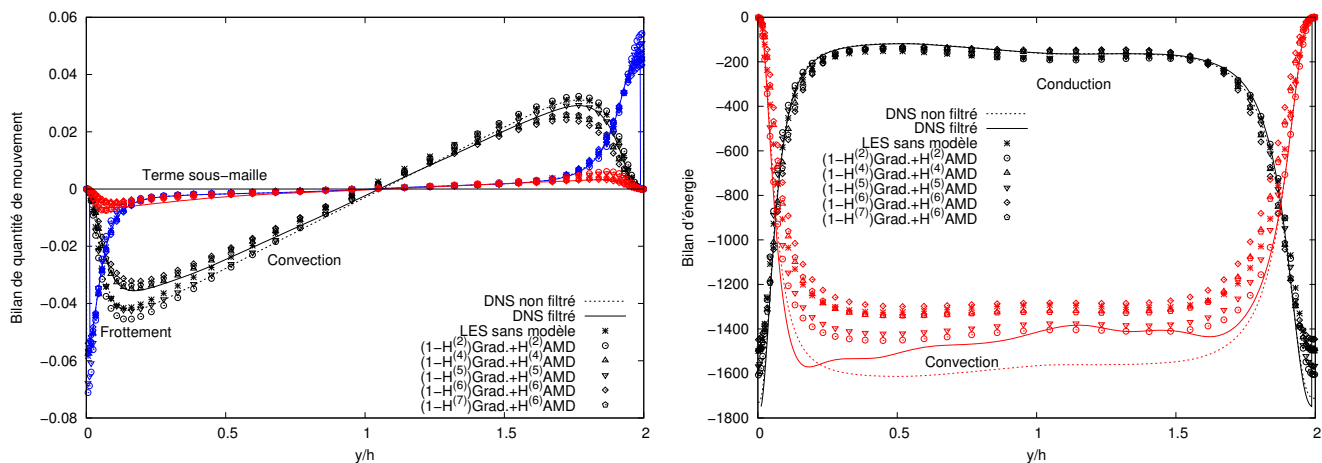 0.06
0.04
0.02
0
−0.02
−0.04
−0.06
−0.08
0
0.5
1
1.5
2
Bilan de quantité de mouvement
y/h
Terme sous−maille
Convection
Frottement
DNS non filtré
DNS filtré
LES sans modèle
(1−H(2))Grad.+H(2)AMD
(1−H(4))Grad.+H(4)AMD
(1−H(5))Grad.+H(5)AMD
(1−H(6))Grad.+H(6)AMD
(1−H(7))Grad.+H(6)AMD
0
−200
−400
−600
−800
−1000
−1200
−1400
−1600
−1800
0
0.5
1
1.5
2
Bilan d'énergie
y/h
Conduction
DNS non filtré
DNS filtré
LES sans modèle
(1−H(2))Grad.+H(2)AMD
(1−H(4))Grad.+H(4)AMD
(1−H(5))Grad.+H(5)AMD
(1−H(6))Grad.+H(6)AMD
(1−H(7))Grad.+H(6)AMD
Convection